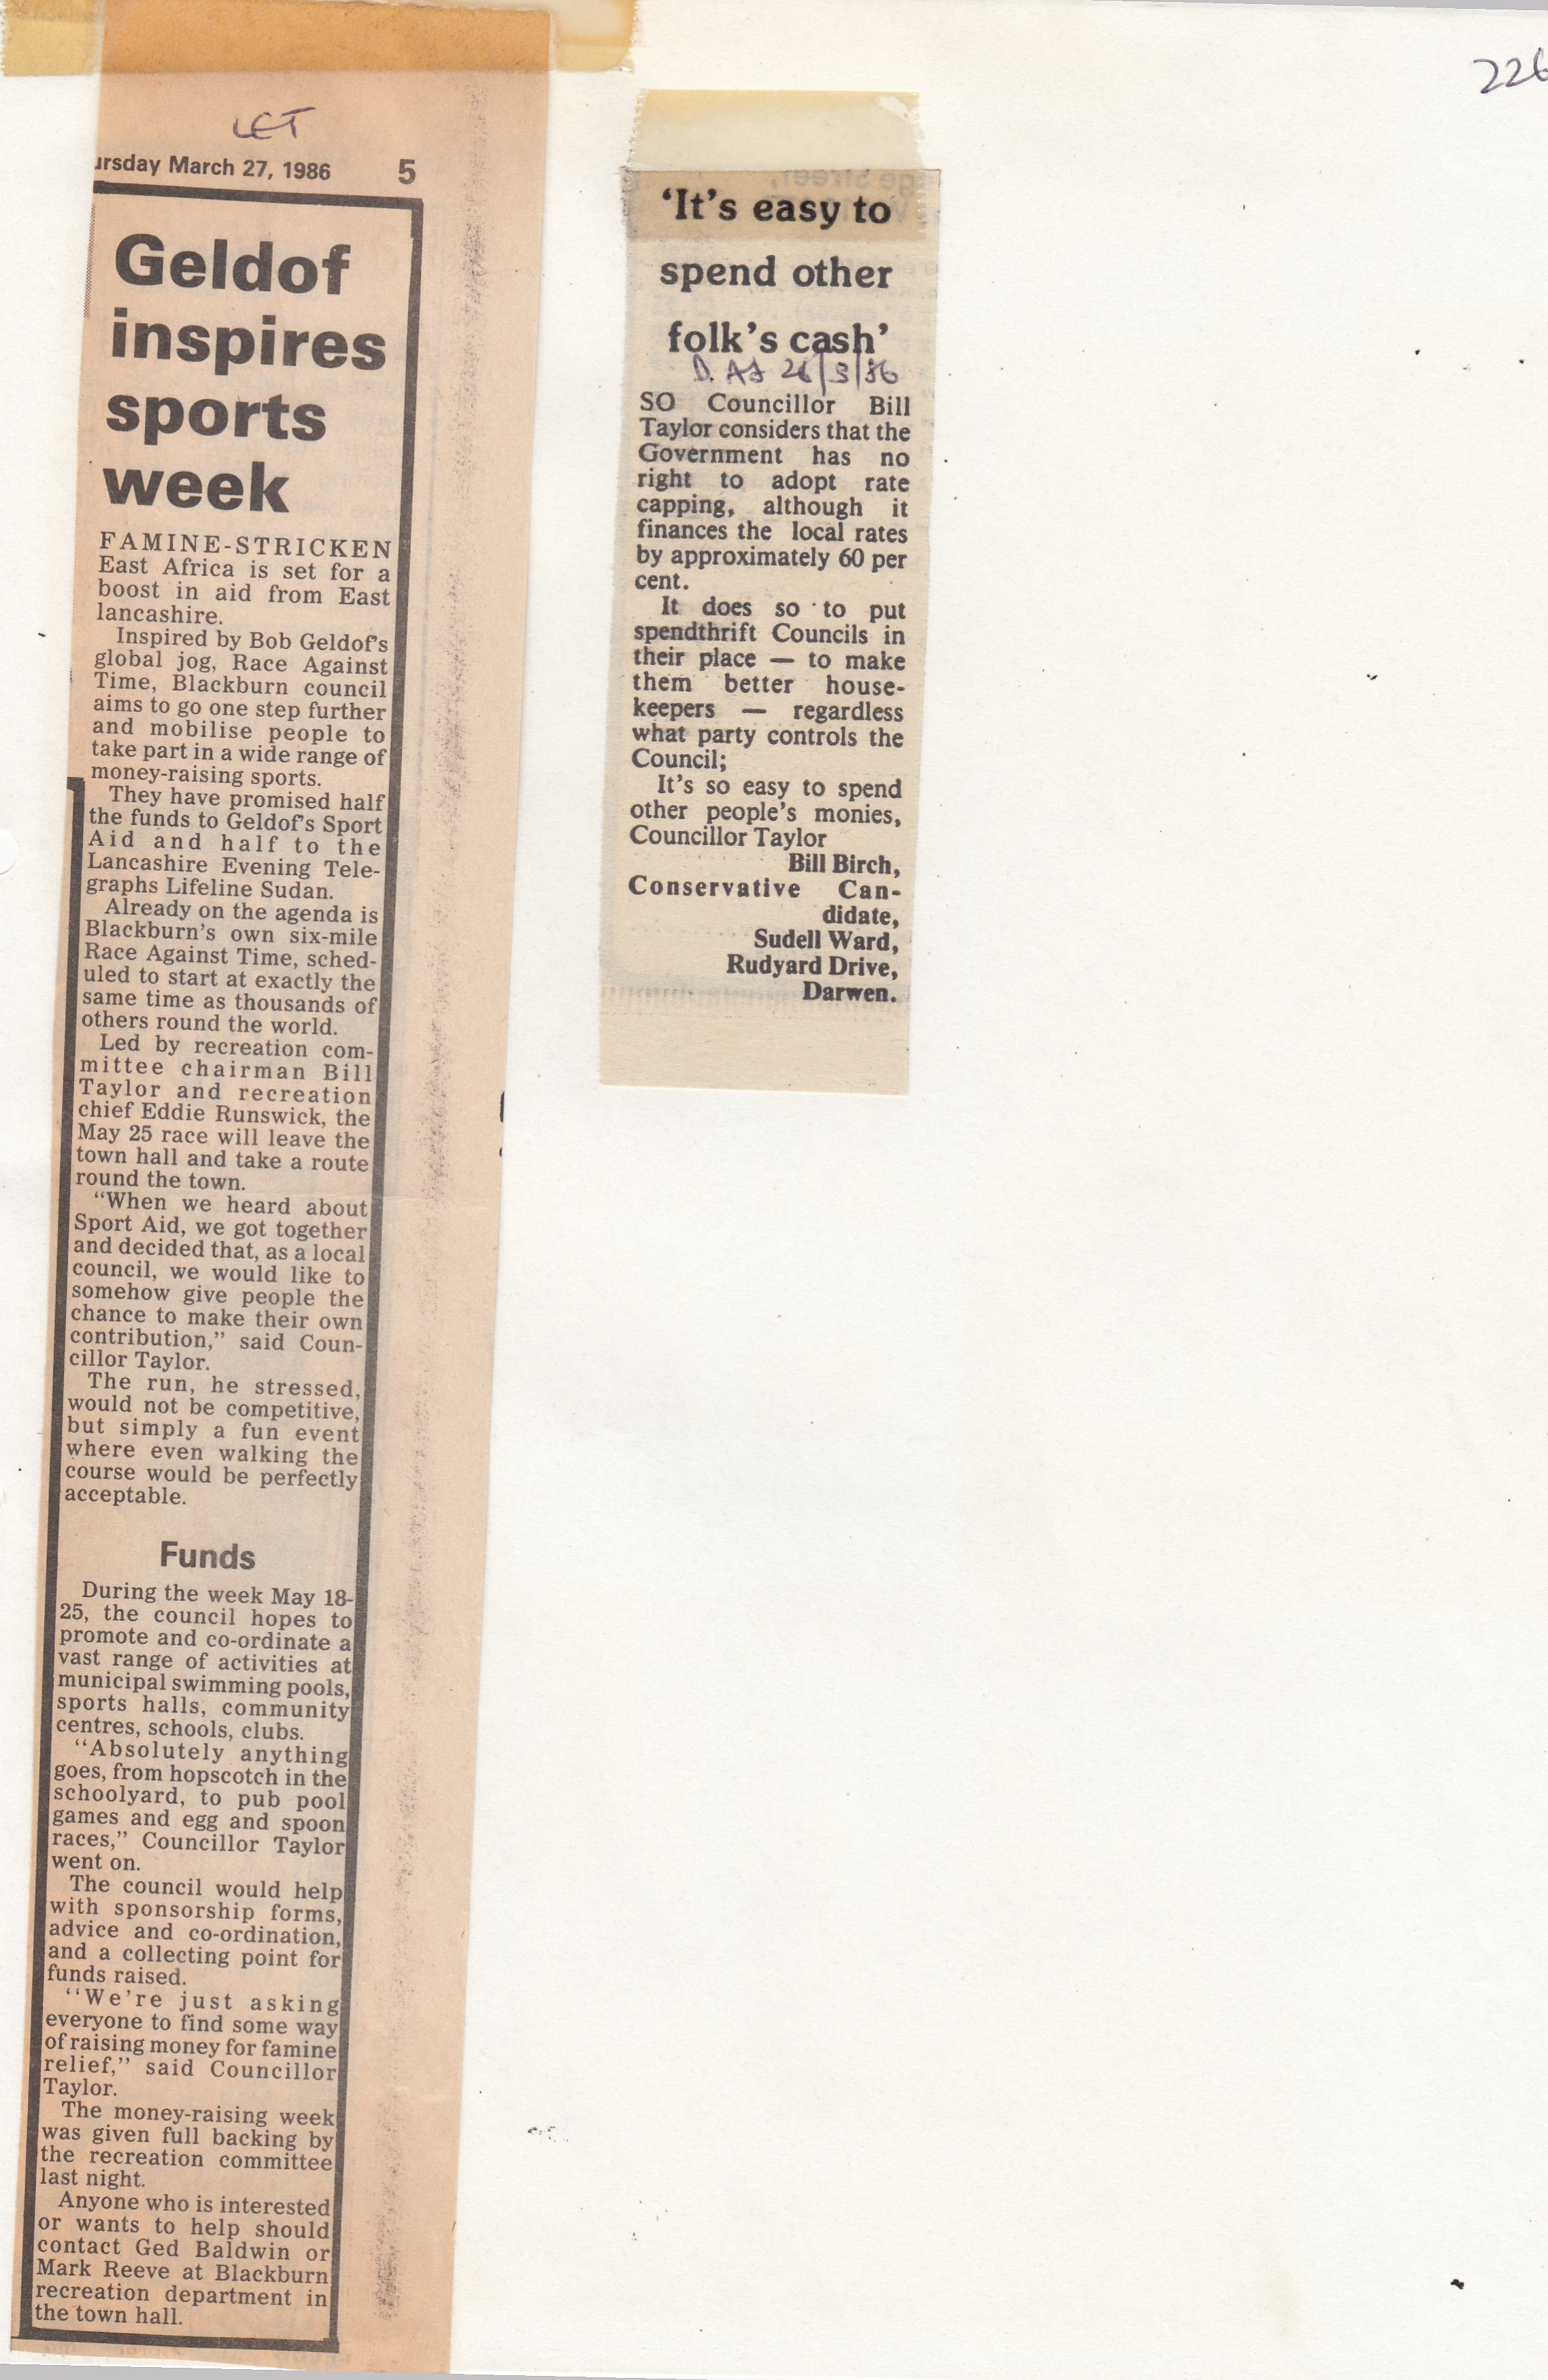 226
LET
ursday March 27, 1986 5
Geldof
inspires
sports
week
FAMINE-STRICKEN
East Africa is set for a
boost in aid from East
lancashire.
Inspired by Bob Geldof's
global jog, Race Against
Time, Blackburn council
aims to go one step further
and mobilise people to
take part in a wide range of
money-raising sports.
They have promised half
the funds to Geldof's Sport
Aid and half to the
Lancashire Evening Tele-
graphs Lifeline Sudan.
Already on the agenda is
Blackburn's own six-mile
Race Against Time, sched-
uled to start at exactly the
same time as thousands of
others round the world.
Led by recreation com-
mittee chairman Bill
Taylor and recreation
chief Eddie Runswick, the
May 25 race will leave the
town hall and take a route
round the town.
“When we heard about
Sport Aid, we got together
and decided that, as a local
council, we would like to
somehow give people the
chance to make their own
contribution,” said Coun-
cillor Taylor.
The run, he stressed,
would not be competitive,
but simply a fun event
where even walking the
course would be perfectly
acceptable.
Funds
During the week May 18-
25, the council hopes to
promote and co-ordinate a
vast range of activities at
municipal swimming pools,
sports halls, community
centres, schools, clubs.
“Absolutely anything
goes, from hopscotch in the
schoolyard, to pub pool
games and egg and spoon
races,” Councillor Taylor
went on.
The council would help
with sponsorship forms,
advice and co-ordination,
and a collecting point for
funds raised.
“We're just asking
everyone to find some way
of raising money for famine
relief,” said Councillor
Taylor.
The money-raising week
was given full backing by
the recreation committee
last night.
Anyone who is interested
or wants to help should
contact Ged Baldwin or
Mark Reeve at Blackburn
recreation department in
the town hall.
‘It's easy to
spend other
folk's cash’
D. Ad 26/3/86
SO Councillor Bill
Taylor considers that the
Government has no
right to adopt rate
capping, although it
finances the local rates
by approximately 60 per
cent.
It does so to put
spendthrift Councils in
their place — to make
them better house-
keepers — regardless
what party controls the
Council;
It's so easy to spend
other people's monies,
Councillor Taylor
Bill Birch,
Conservative Can-
didate,
Sudell Ward,
Rudyard Drive,
Darwen.